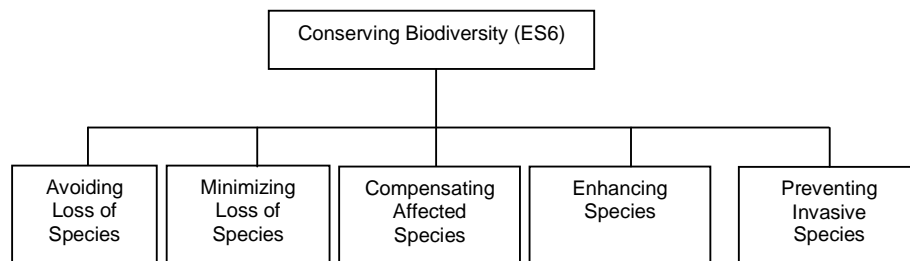 Conserving Biodiversity (ES6)
Avoiding
Loss of
Species
Minimizing
Loss of
Species
Compensating
Affected
Species
Enhancing
Species
Preventing
Invasive
Species